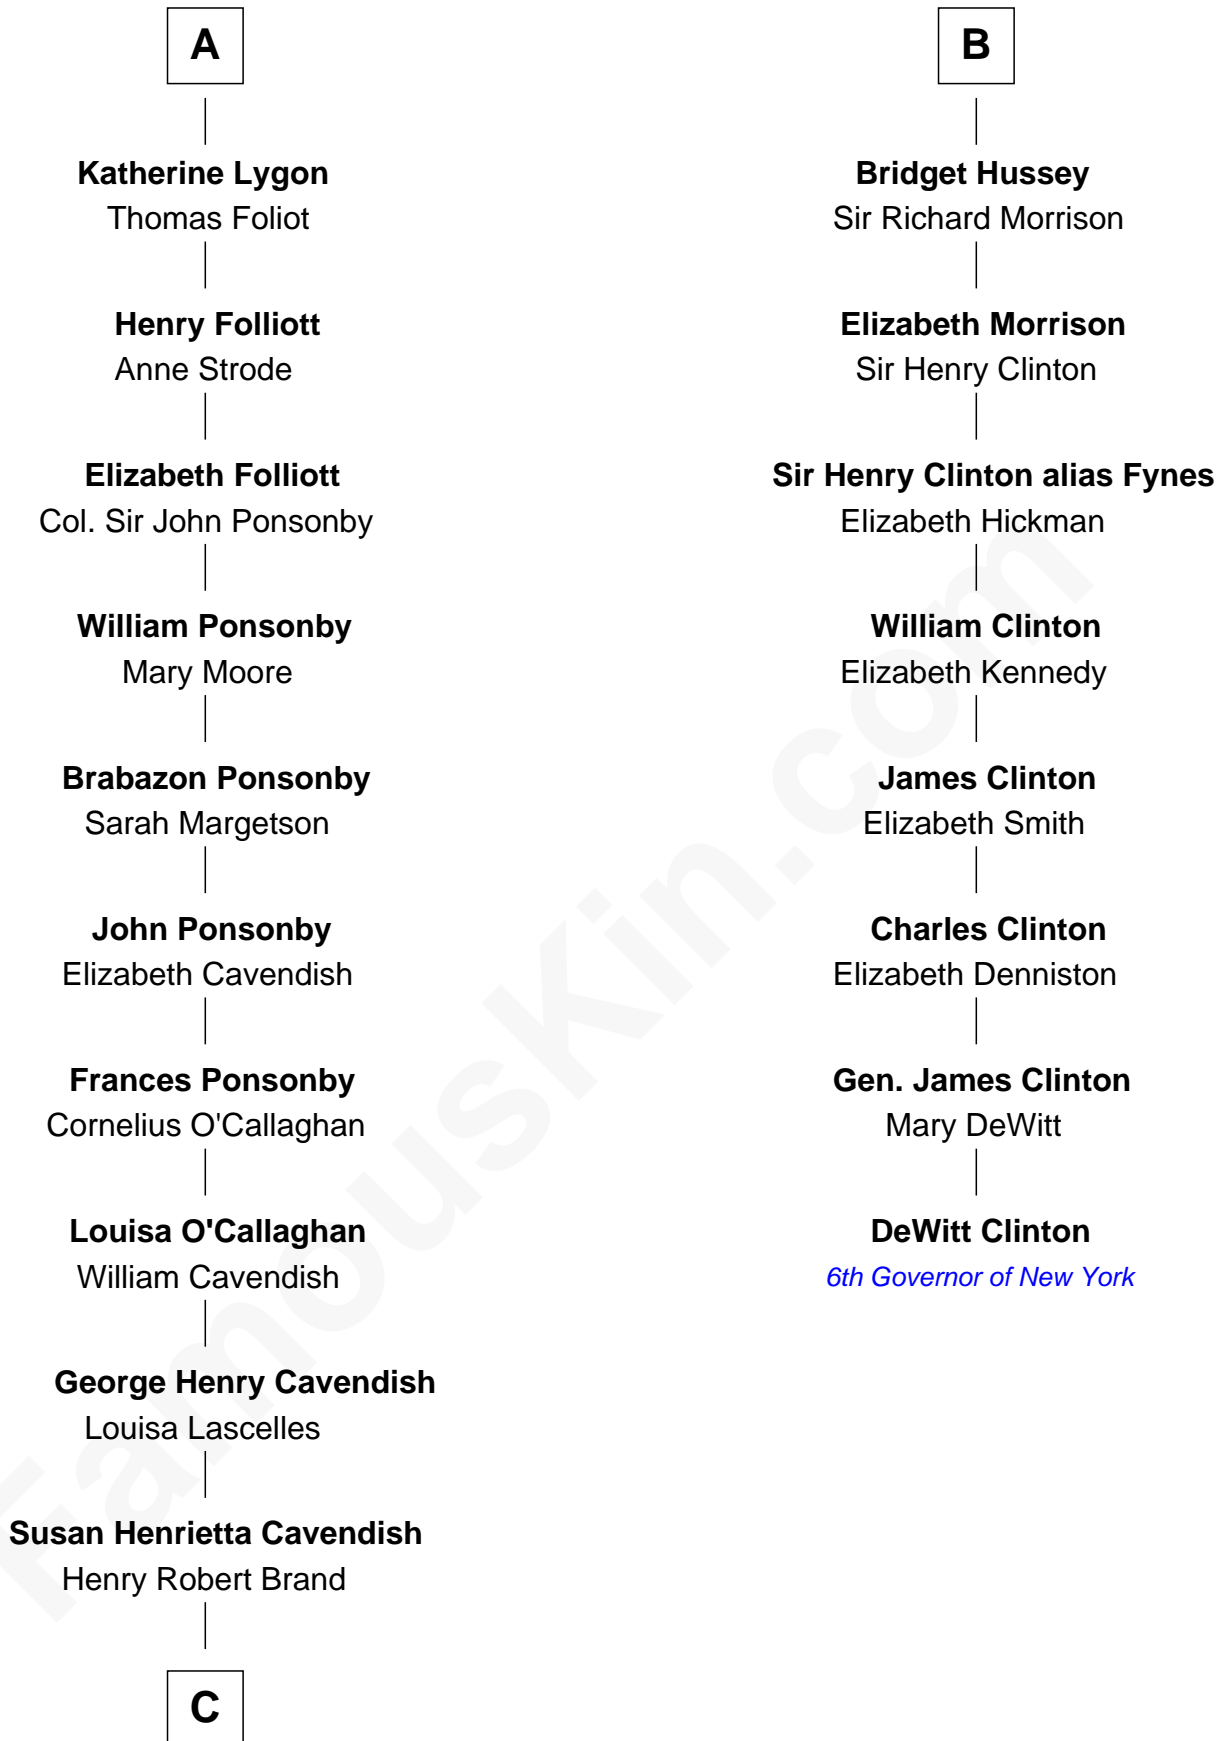 A
Katherine Lygon
Thomas Foliot
Henry Folliott
Anne Strode
Elizabeth Folliott
Col. Sir John Ponsonby
William Ponsonby
Mary Moore
Brabazon Ponsonby
Sarah Margetson
John Ponsonby
Elizabeth Cavendish
Frances Ponsonby
Cornelius O'Callaghan
Louisa O'Callaghan
William Cavendish
George Henry Cavendish
Louisa Lascelles
Susan Henrietta Cavendish
Henry Robert Brand
C
B
Bridget Hussey
Sir Richard Morrison
Elizabeth Morrison
Sir Henry Clinton
Sir Henry Clinton alias Fynes
Elizabeth Hickman
William Clinton
Elizabeth Kennedy
James Clinton
Elizabeth Smith
Charles Clinton
Elizabeth Denniston
Gen. James Clinton
Mary DeWitt
DeWitt Clinton
6th Governor of New York
FamousKin.com